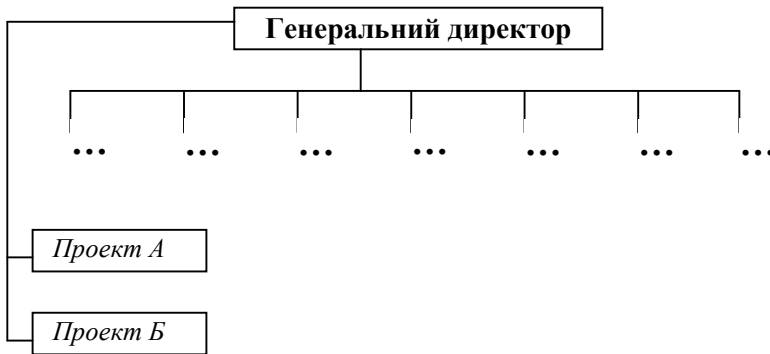 Генеральний директор
... ... ... ... ... ... ...
Проект А
Проект Б